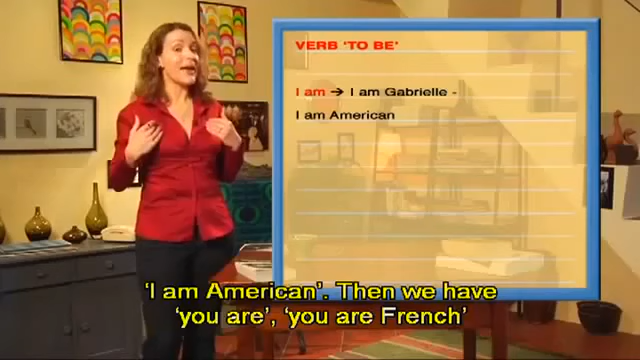 VERB 'TO BE'
I am → I am Gabrielle -
I am American
'I am American'. Then we have
'you are', 'you are French'